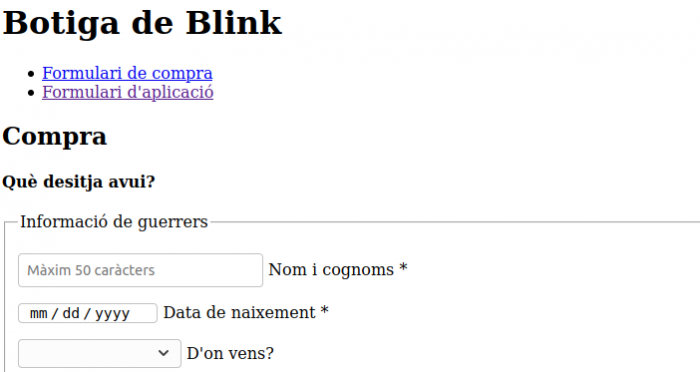 Botiga de Blink
Formulari de compra
Formulari d'aplicació
Compra
Què desitja avui?
Informació de guerrers
Màxim 50 caràcters Nom i cognoms *
mm / dd / yyyy Data de naixement *
D'on vens?